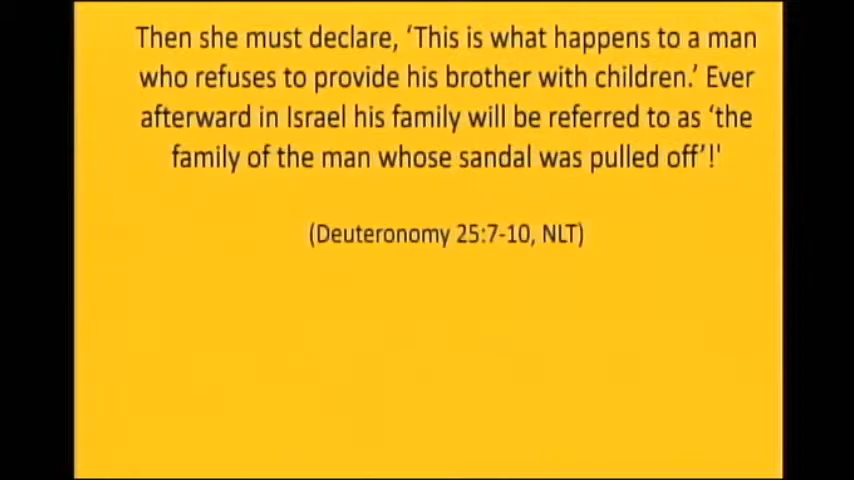 Then she must declare, ‘This is what happens to a man
who refuses to provide his brother with children.’ Ever
afterward in Israel his family will be referred to as ‘the
family of the man whose sandal was pulled off’!'
(Deuteronomy 25:7-10, NLT)